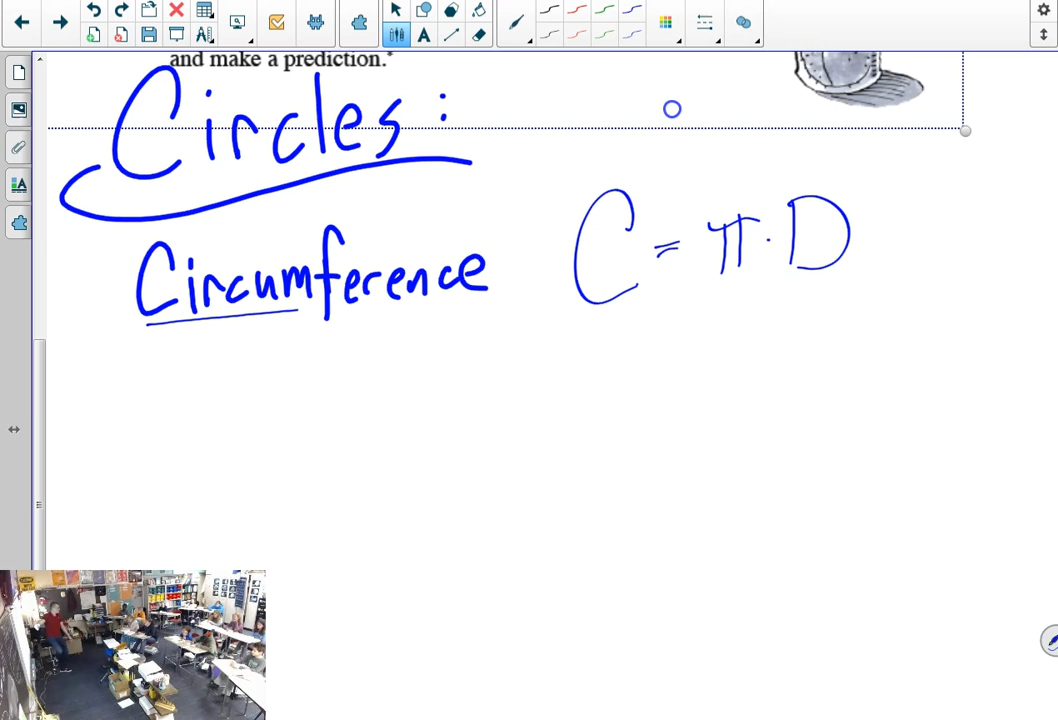 and make a prediction."
Circles:
Circumference C = π · D